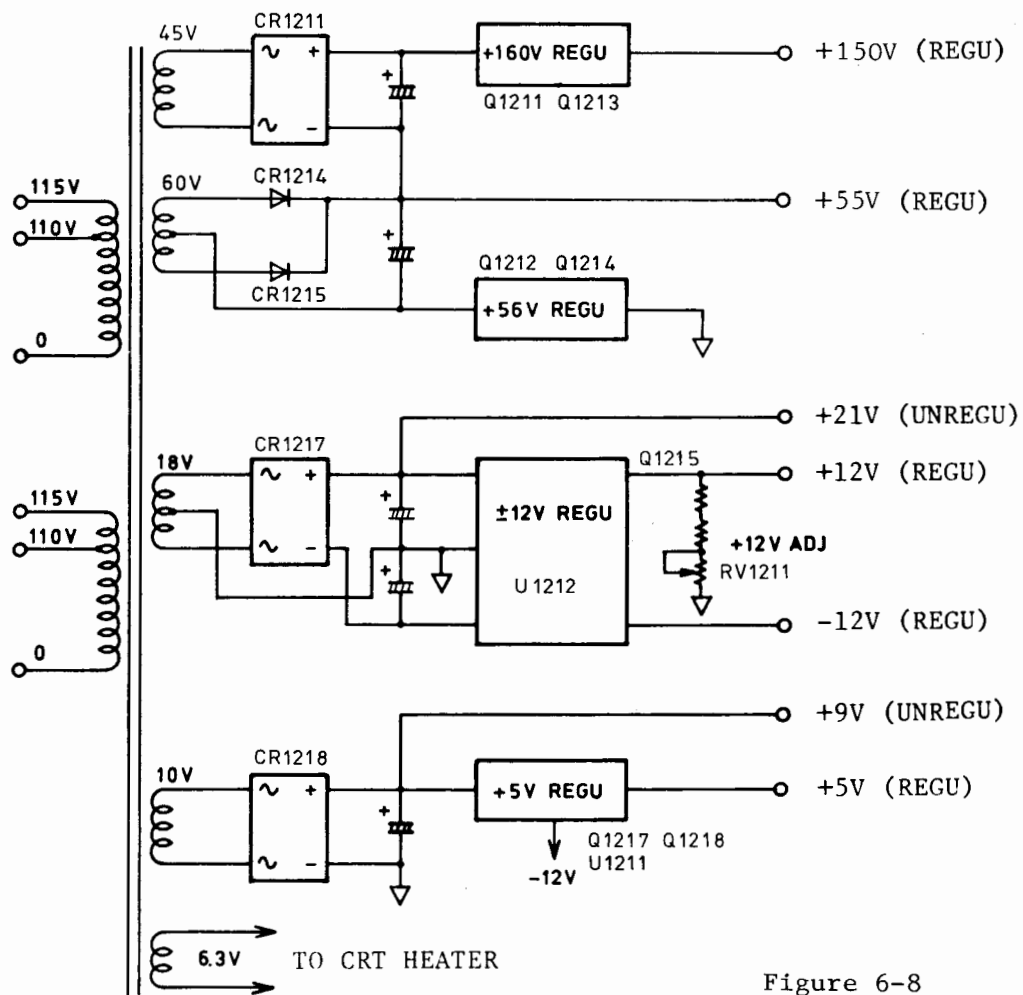 45V
CR1211
~ +
~ -
+
+160V REGU
Q1211 Q1213
+150V (REGU)
115V
110V
0
60V
CR1214
CR1215
+
+55V (REGU)
Q1212 Q1214
+56V REGU
+21V (UNREGU)
115V
110V
0
18V
CR1217
~ +
~ -
+
+
±12V REGU
U1212
Q1215
+12V (REGU)
+12V ADJ
RV1211
-12V (REGU)
+9V (UNREGU)
10V
CR1218
~ +
~ -
+
+5V REGU
+5V (REGU)
Q1217 Q1218
U1211
-12V
6.3V
TO CRT HEATER
Figure 6-8